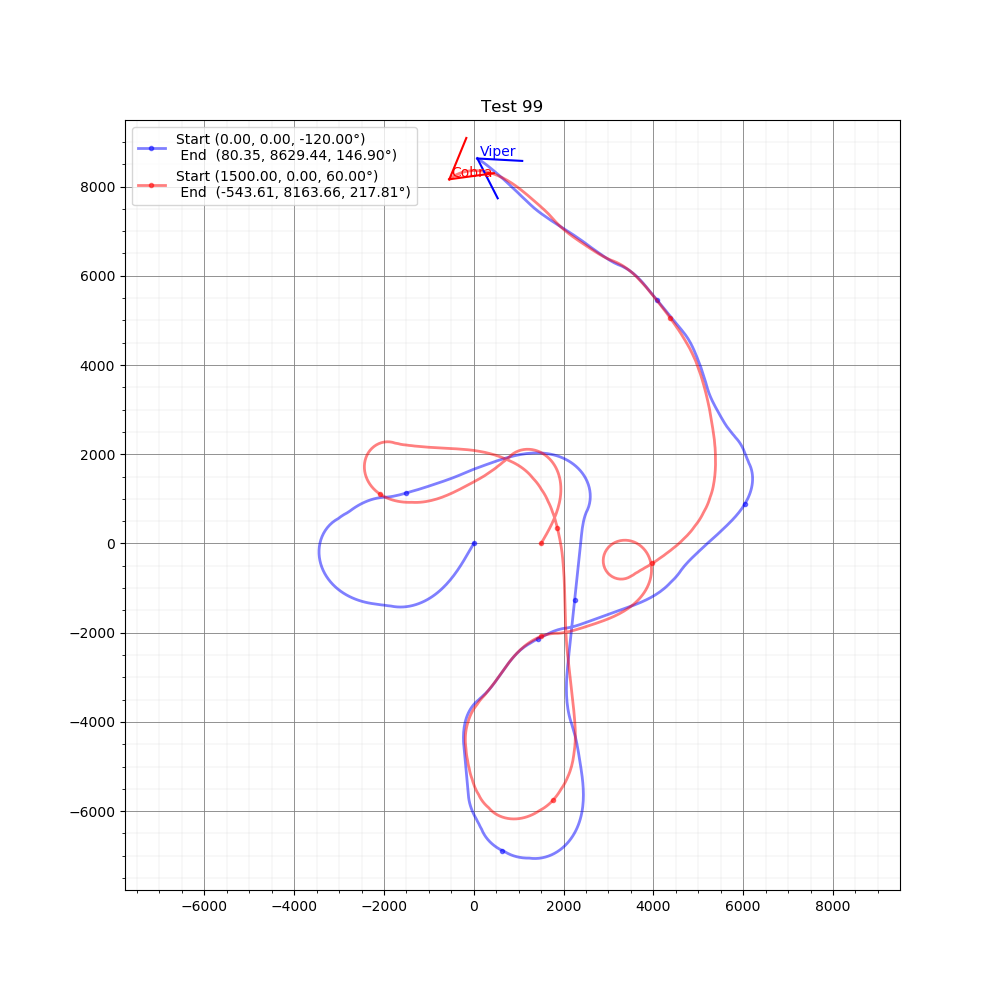 Test 99
Start (0.00, 0.00, -120.00°)
End (80.35, 8629.44, 146.90°)
Start (1500.00, 0.00, 60.00°)
End (-543.61, 8163.66, 217.81°)
Viper
Cobra
8000
6000
4000
2000
0
−2000
−4000
−6000
−6000 −4000 −2000 0 2000 4000 6000 8000